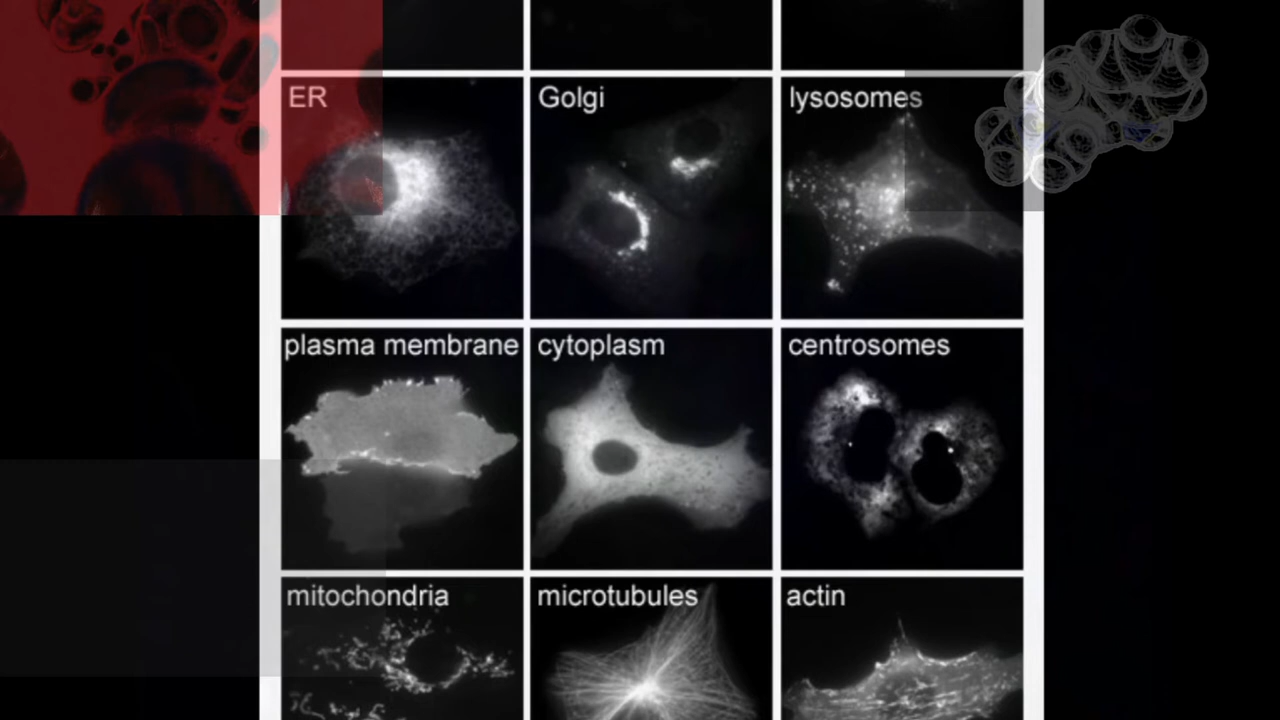 ER
Golgi
lysosomes
plasma membrane
cytoplasm
centrosomes
mitochondria
microtubules
actin